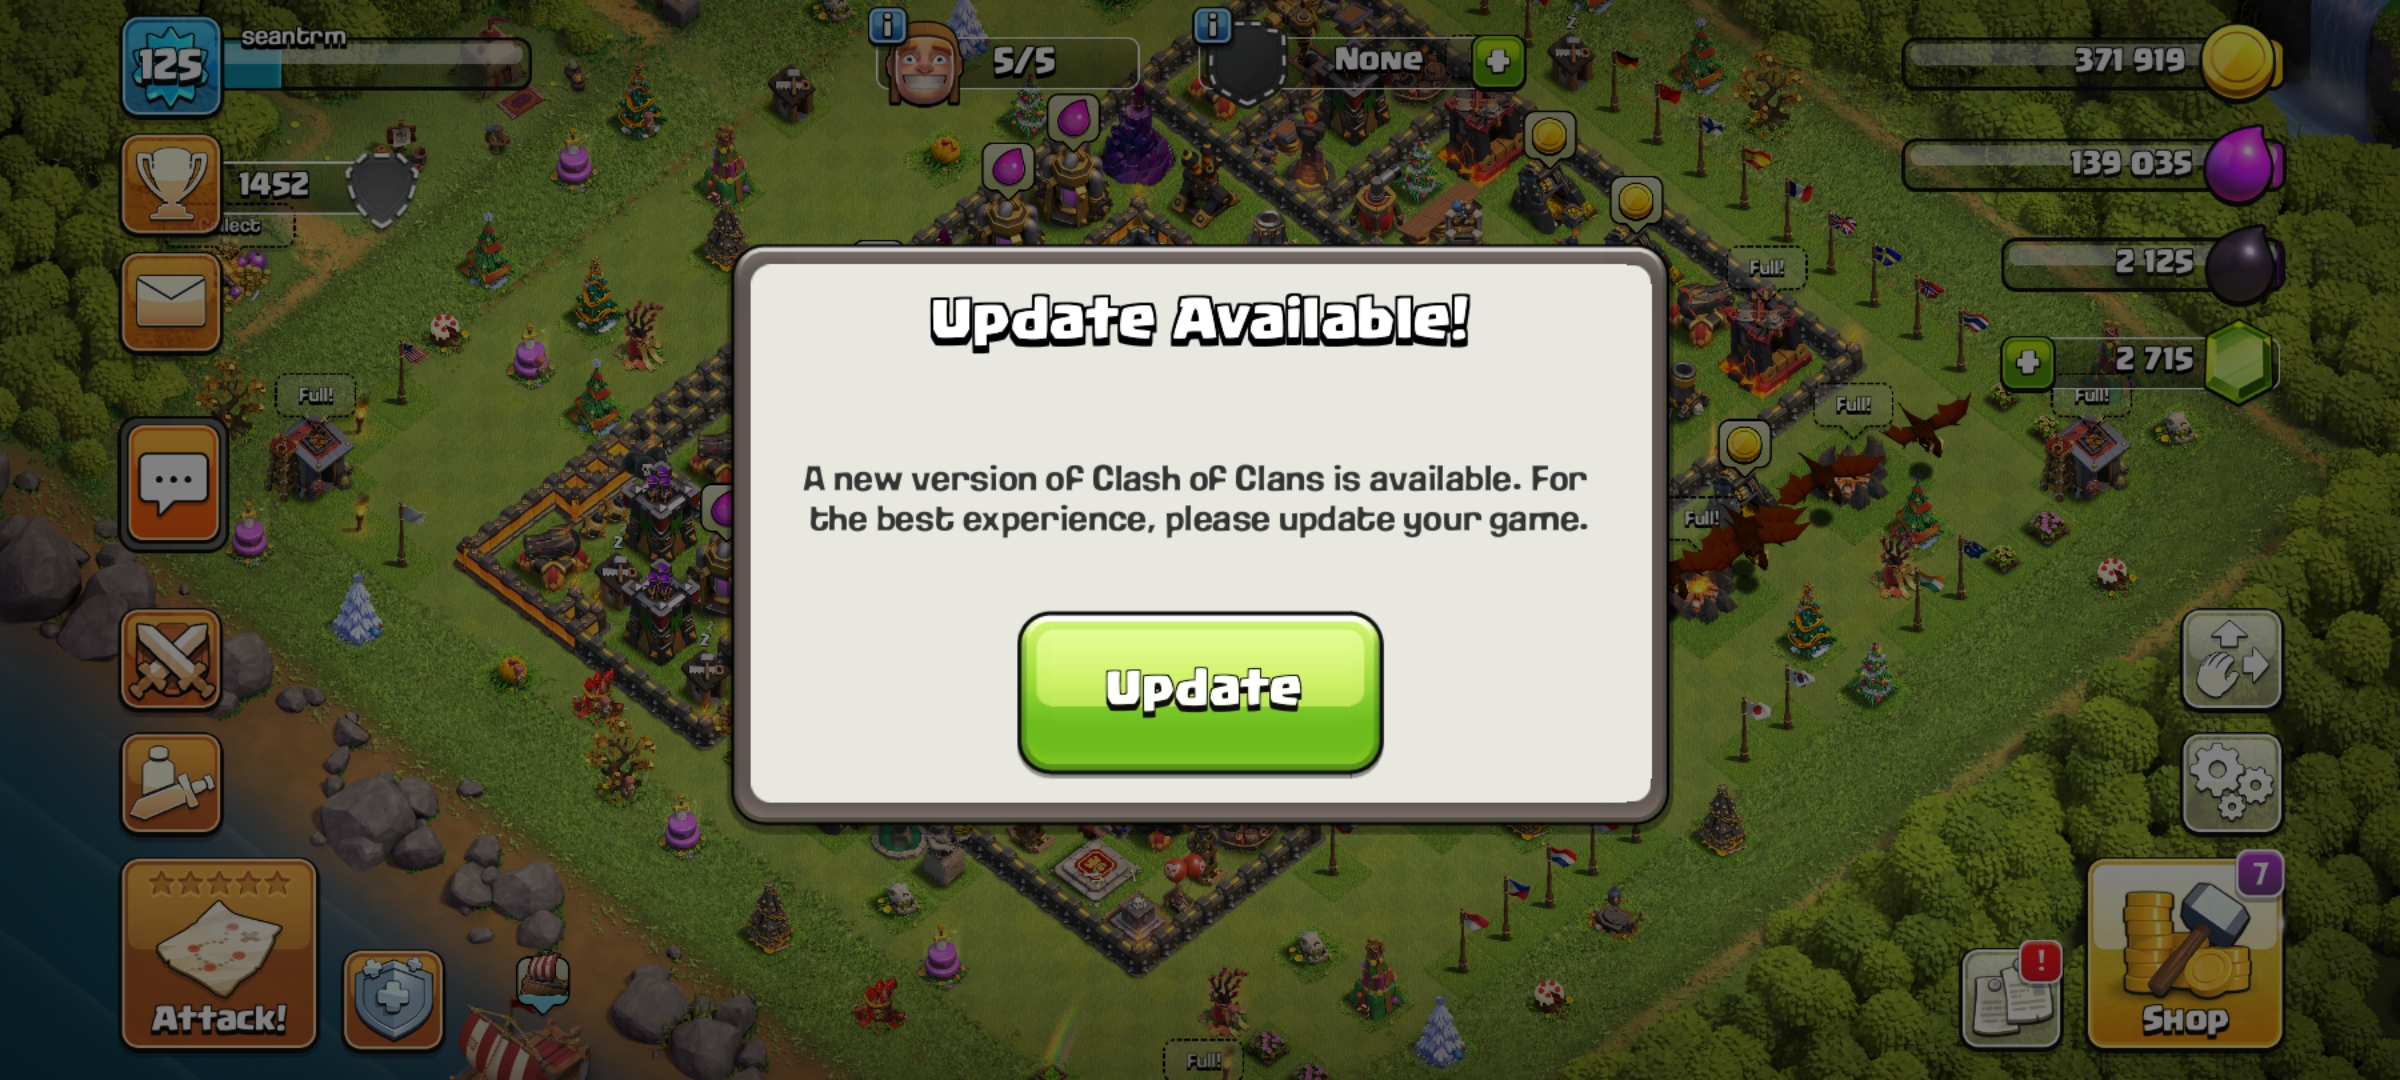 125
seantrm
5/5
None
371 919
1452
139 035
Collect
2 125
Full!
2 715
Full!
Full!
Full!
Full!
Update Available!
A new version of Clash of Clans is available. For
the best experience, please update your game.
Update
z
z
z
7
!
Attack!
Shop
Full!